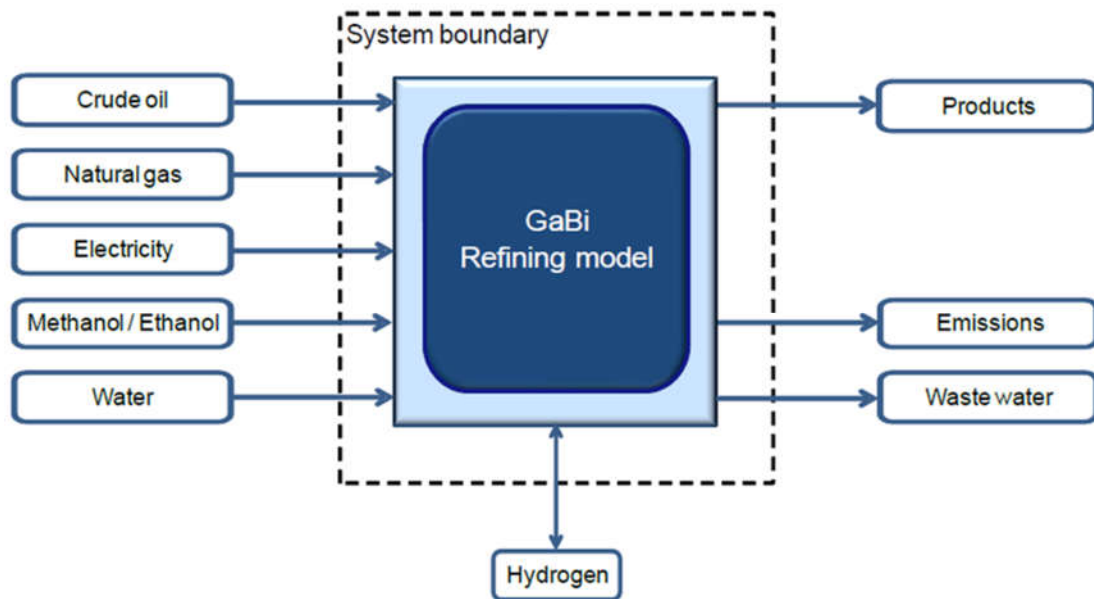 System boundary
Crude oil
Natural gas
Electricity
Methanol / Ethanol
Water
GaBi
Refining model
Products
Emissions
Waste water
Hydrogen